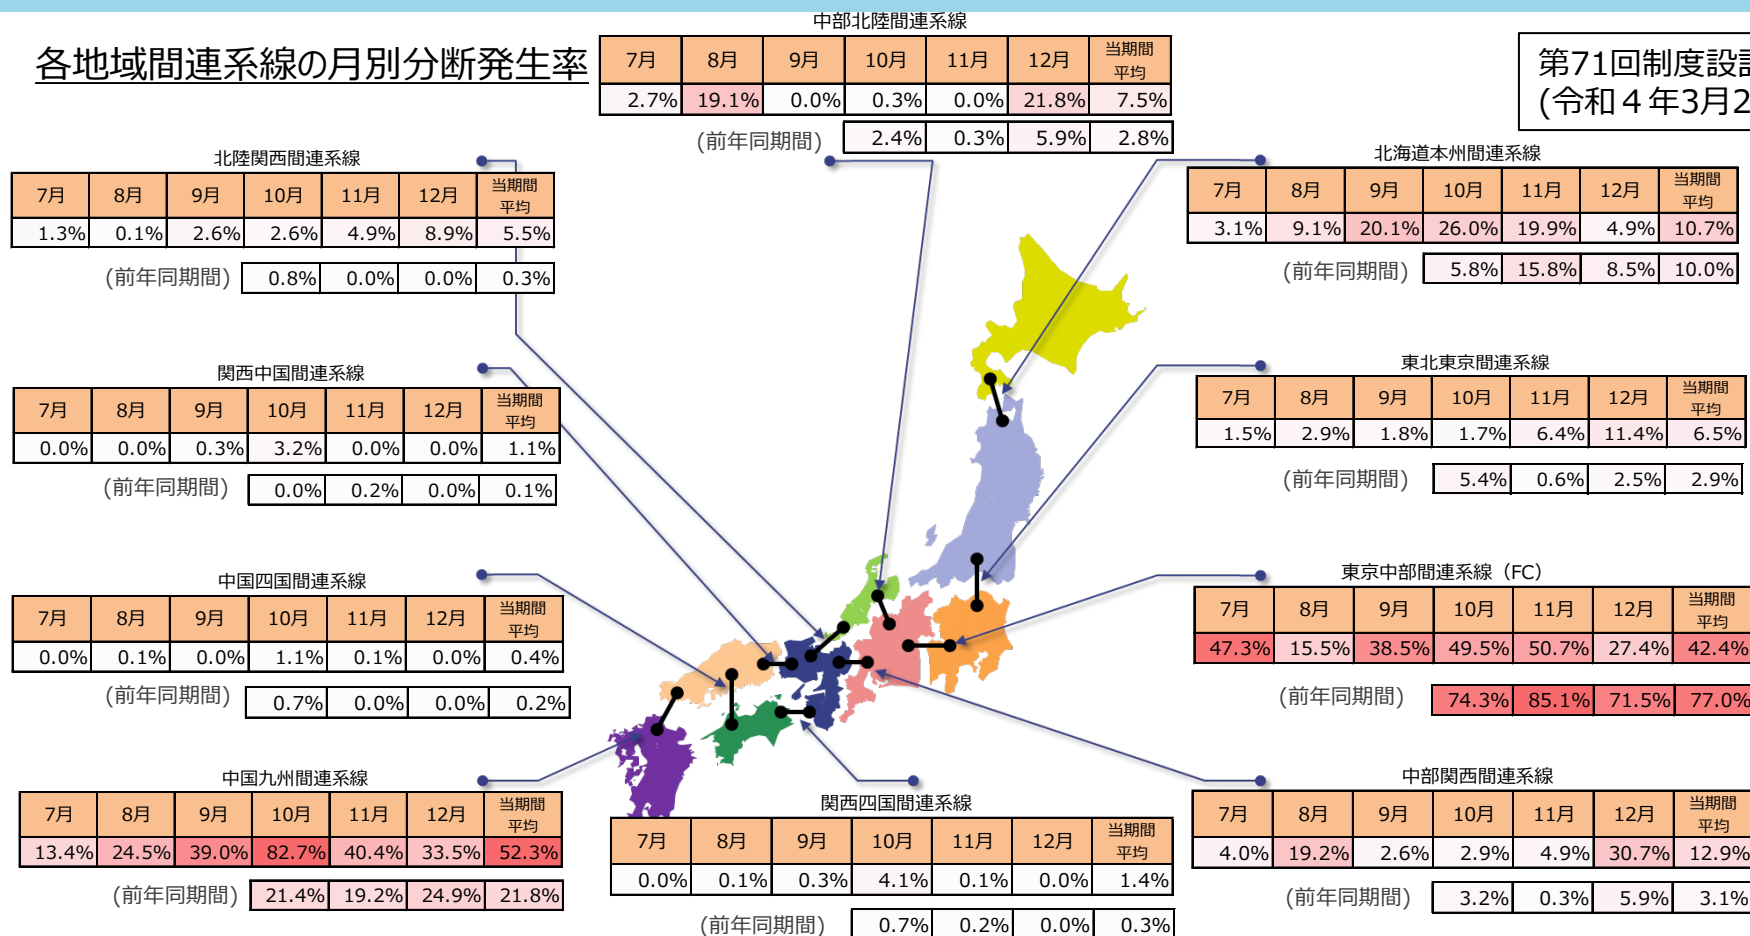 各地域間連系線の月別分断発生率
第71回制度設
(令和４年3月2
中部北陸間連系線
7月 8月 9月 10月 11月 12月 当期間
平均
2.7% 19.1% 0.0% 0.3% 0.0% 21.8% 7.5%
(前年同期間) 2.4% 0.3% 5.9% 2.8%
北陸関西間連系線
7月 8月 9月 10月 11月 12月 当期間
平均
1.3% 0.1% 2.6% 2.6% 4.9% 8.9% 5.5%
(前年同期間) 0.8% 0.0% 0.0% 0.3%
北海道本州間連系線
7月 8月 9月 10月 11月 12月 当期間
平均
3.1% 9.1% 20.1% 26.0% 19.9% 4.9% 10.7%
(前年同期間) 5.8% 15.8% 8.5% 10.0%
関西中国間連系線
7月 8月 9月 10月 11月 12月 当期間
平均
0.0% 0.0% 0.3% 3.2% 0.0% 0.0% 1.1%
(前年同期間) 0.0% 0.2% 0.0% 0.1%
東北東京間連系線
7月 8月 9月 10月 11月 12月 当期間
平均
1.5% 2.9% 1.8% 1.7% 6.4% 11.4% 6.5%
(前年同期間) 5.4% 0.6% 2.5% 2.9%
中国四国間連系線
7月 8月 9月 10月 11月 12月 当期間
平均
0.0% 0.1% 0.0% 1.1% 0.1% 0.0% 0.4%
(前年同期間) 0.7% 0.0% 0.0% 0.2%
東京中部間連系線（FC）
7月 8月 9月 10月 11月 12月 当期間
平均
47.3% 15.5% 38.5% 49.5% 50.7% 27.4% 42.4%
(前年同期間) 74.3% 85.1% 71.5% 77.0%
中国九州間連系線
7月 8月 9月 10月 11月 12月 当期間
平均
13.4% 24.5% 39.0% 82.7% 40.4% 33.5% 52.3%
(前年同期間) 21.4% 19.2% 24.9% 21.8%
関西四国間連系線
7月 8月 9月 10月 11月 12月 当期間
平均
0.0% 0.1% 0.3% 4.1% 0.1% 0.0% 1.4%
(前年同期間) 0.7% 0.2% 0.0% 0.3%
中部関西間連系線
7月 8月 9月 10月 11月 12月 当期間
平均
4.0% 19.2% 2.6% 2.9% 4.9% 30.7% 12.9%
(前年同期間) 3.2% 0.3% 5.9% 3.1%